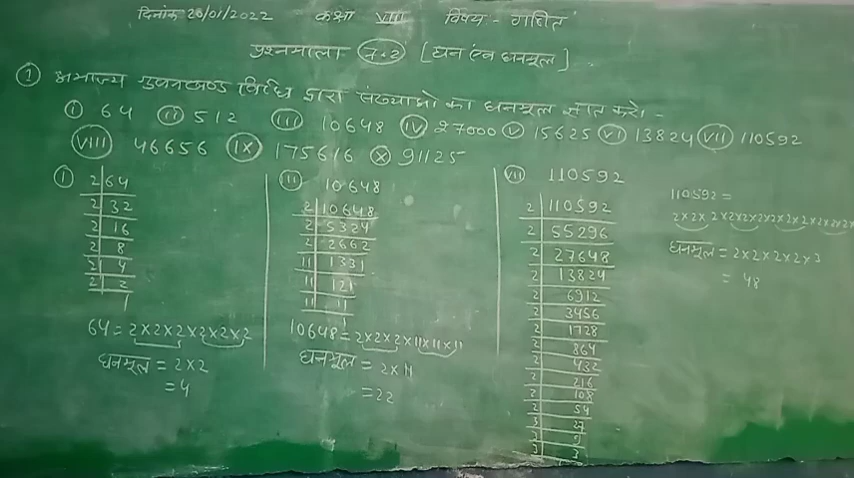 दिनांक 20/01/2022 कक्षा VIII विषय - गणित
प्रश्नमाला 7.2 [घन एवं घनमूल]
① अभाज्य गुणनखण्ड विधि द्वारा संख्याओं का घनमूल ज्ञात करो। -
(i) 64 (ii) 512 (iii) 10648 (iv) 27000 (v) 15625 (vi) 13824 (vii) 110592
(viii) 46656 (ix) 175616 (x) 91125
(i)
2 | 64
2 | 32
2 | 16
2 | 8
2 | 4
2 | 2
1
64 = 2×2×2×2×2×2
घनमूल = 2×2
= 4
(iii) 10648
2 | 10648
2 | 5324
2 | 2662
11 | 1331
11 | 121
11 | 11
1
10648 = 2×2×2×11×11×11
घनमूल = 2×11
= 22
(vii) 110592
2 | 110592
2 | 55296
2 | 27648
2 | 13824
2 | 6912
2 | 3456
2 | 1728
2 | 864
2 | 432
2 | 216
2 | 108
2 | 54
3 | 27
3 | 9
3 | 3
110592 =
घनमूल = 2×2×2×2×3
= 48